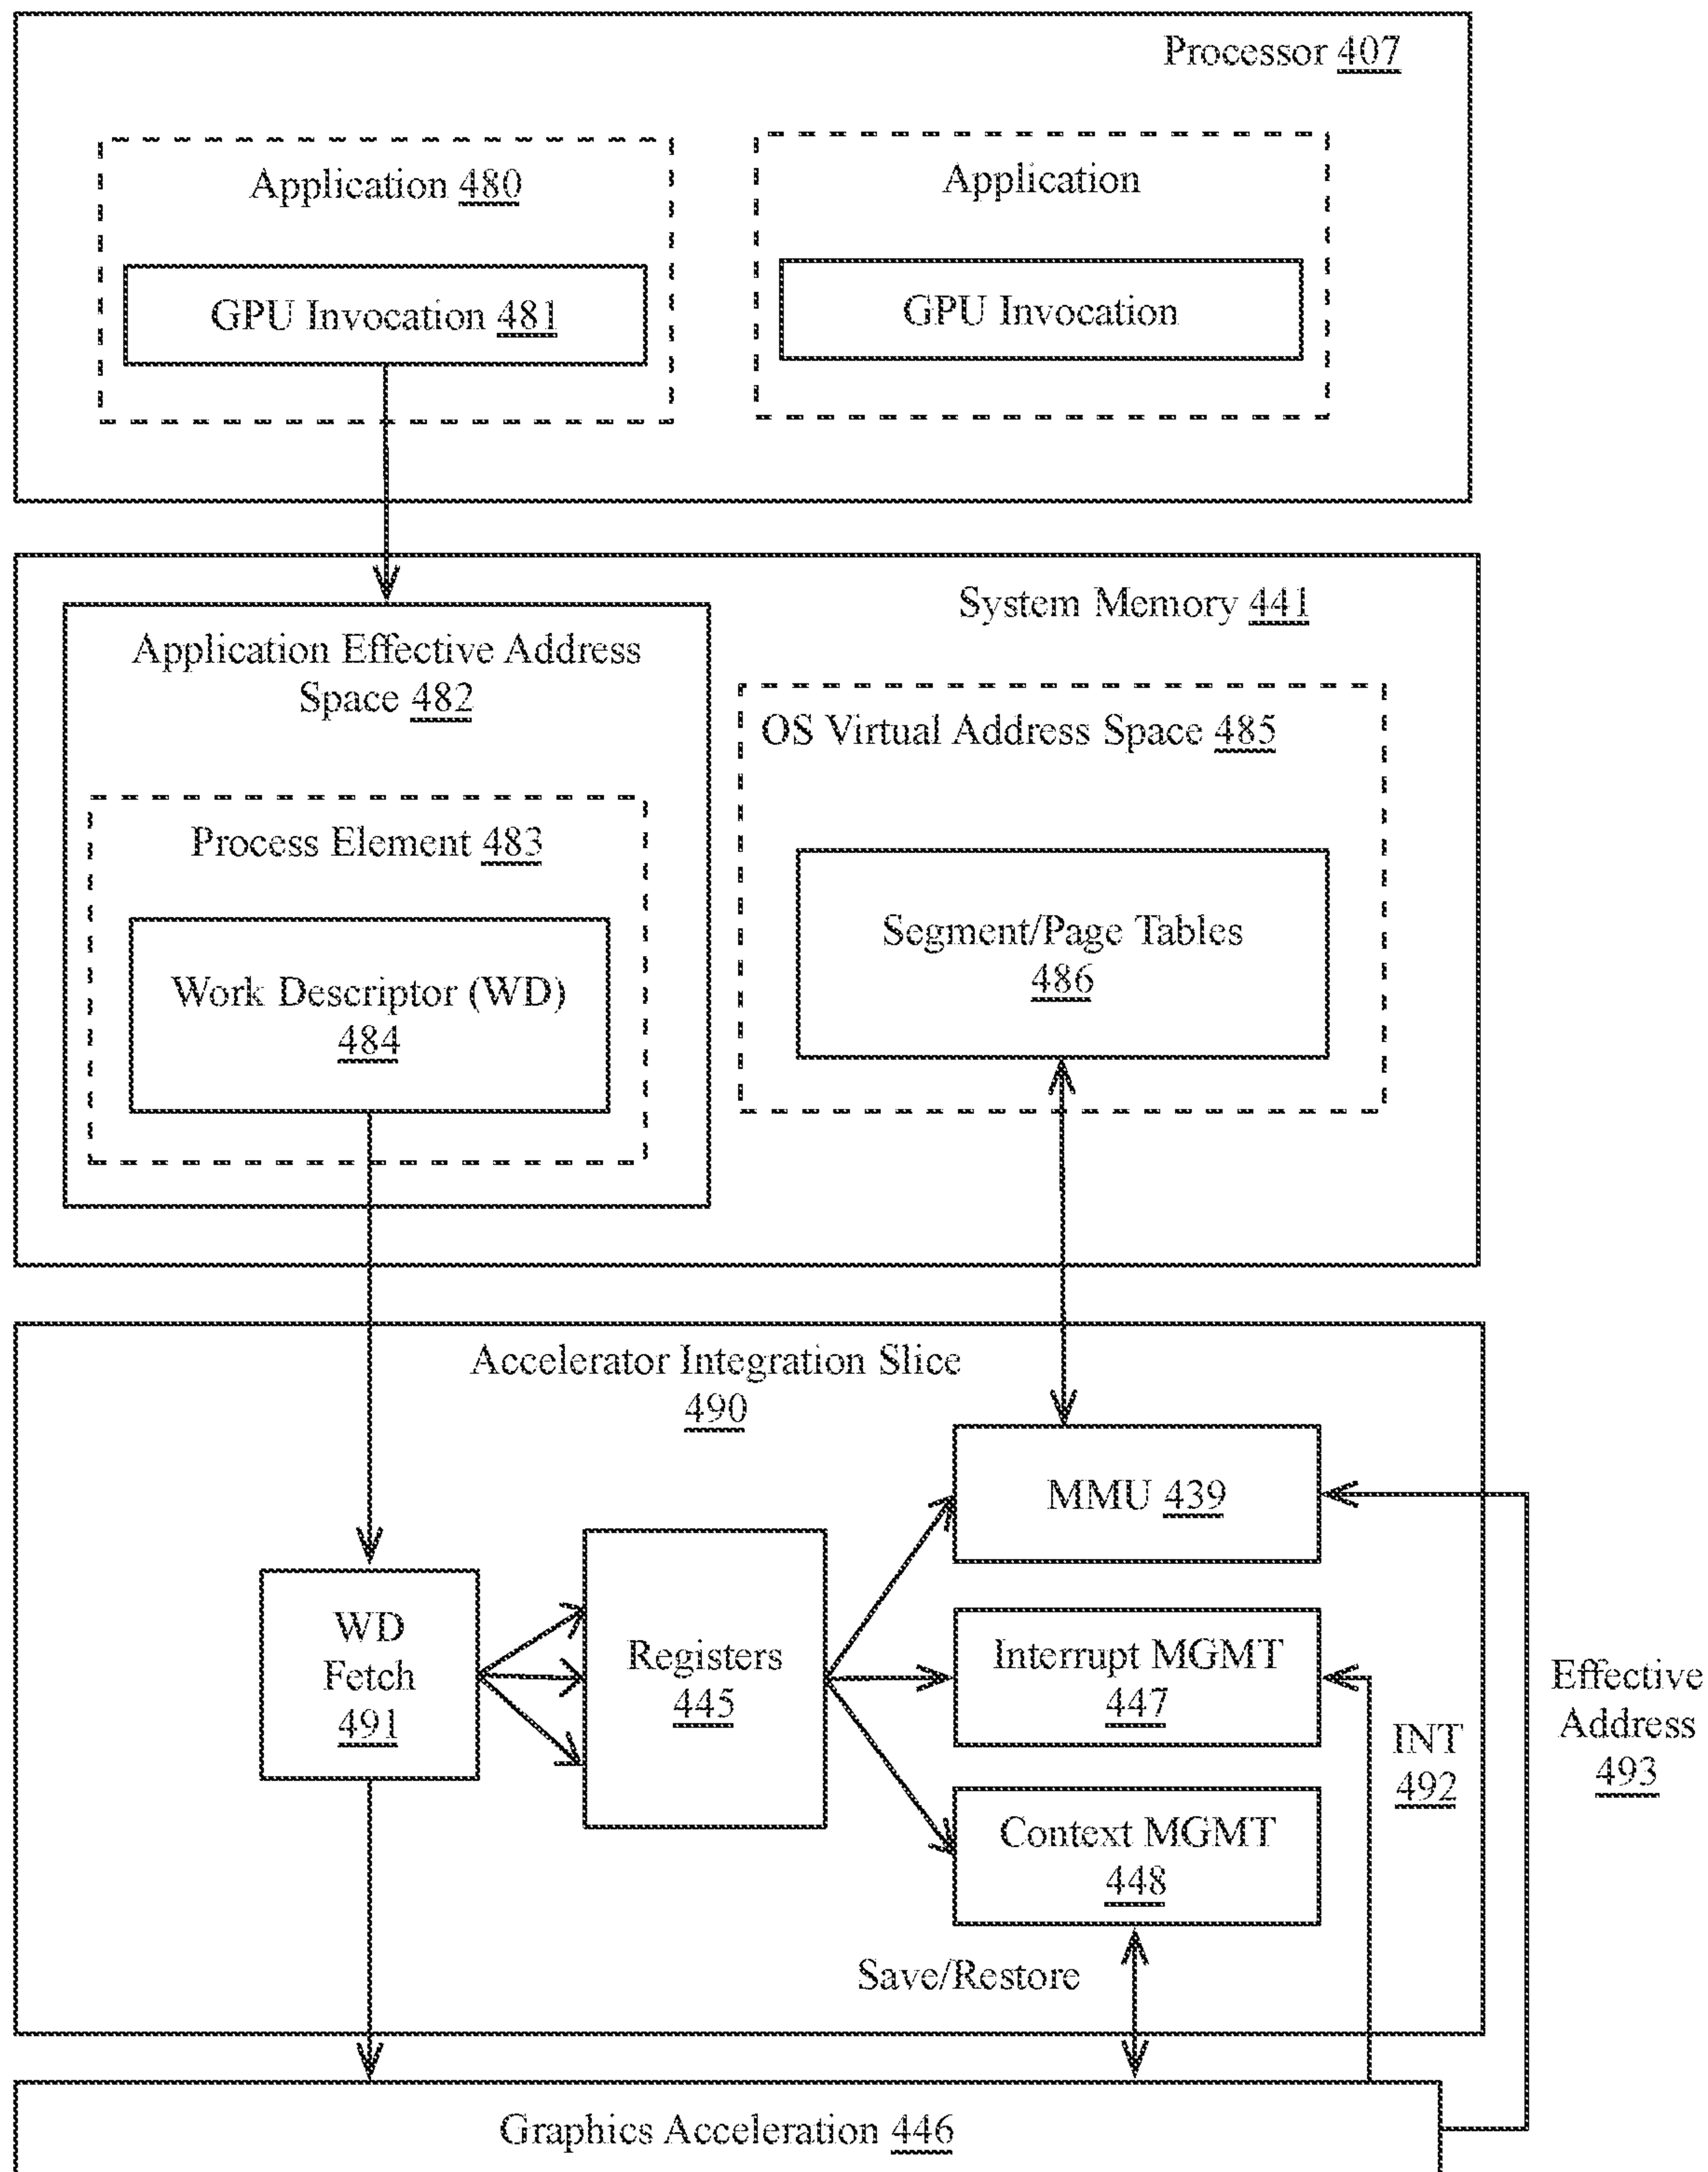 Processor 407
Application 480
Application
GPU Invocation 481
GPU Invocation
System Memory 441
Application Effective Address
Space 482
OS Virtual Address Space 485
Process Element 483
Segment/Page Tables
486
Work Descriptor (WD)
484
Accelerator Integration Slice
490
MMU 439
WD
Fetch
491
Registers
445
Interrupt MGMT
447
Effective
Address
493
INT
492
Context MGMT
448
Save/Restore
Graphics Acceleration 446